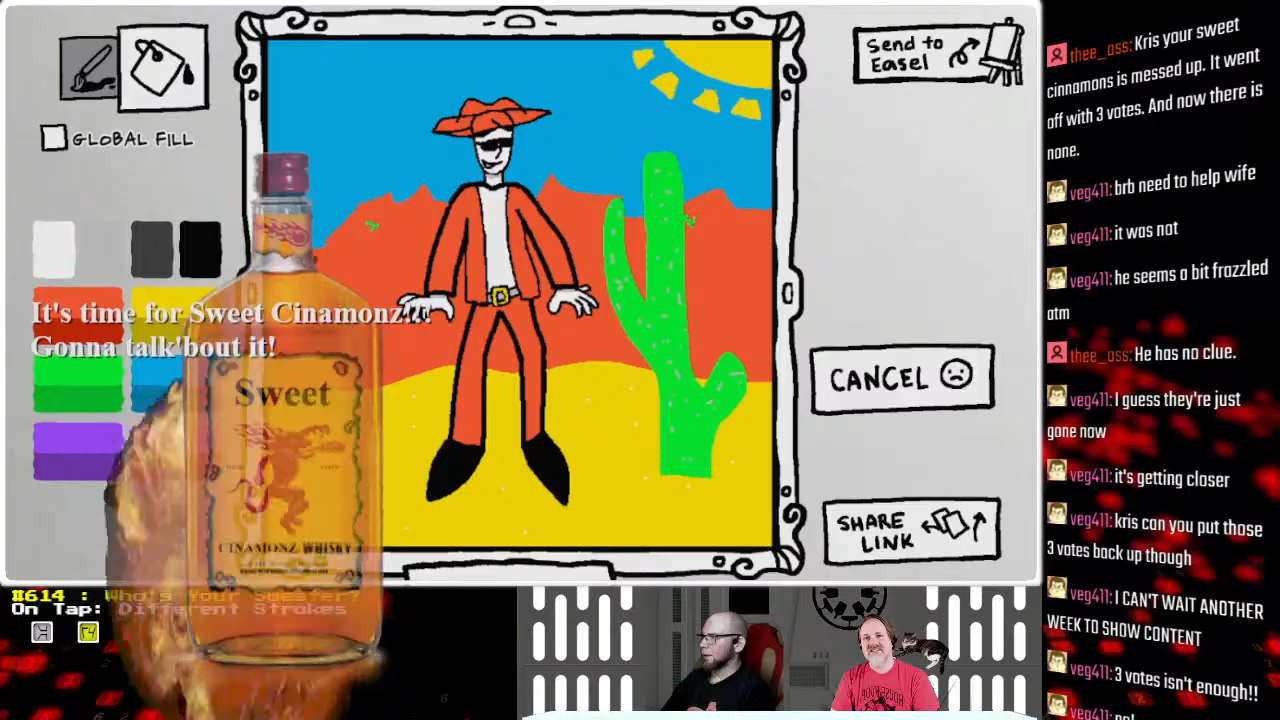 Send to
Easel
GLOBAL FILL
It's time for Sweet Cinamonz!!!
Gonna talk'bout it!
Sweet
CINAMONZ WHISKY
CANCEL
SHARE
LINK
#614 : Who's Your Sweater?
On Tap: Different Strokes
thee_oss: Kris your sweet
cinnamons is messed up. It went
off with 3 votes. And now there is
none.
veg411: brb need to help wife
veg411: it was not
veg411: he seems a bit frazzled
atm
thee_oss: He has no clue.
veg411: I guess they're just
gone now
veg411: it's getting closer
veg411: kris can you put those
3 votes back up though
veg411: I CAN'T WAIT ANOTHER
WEEK TO SHOW CONTENT
veg411: 3 votes isn't enough!!